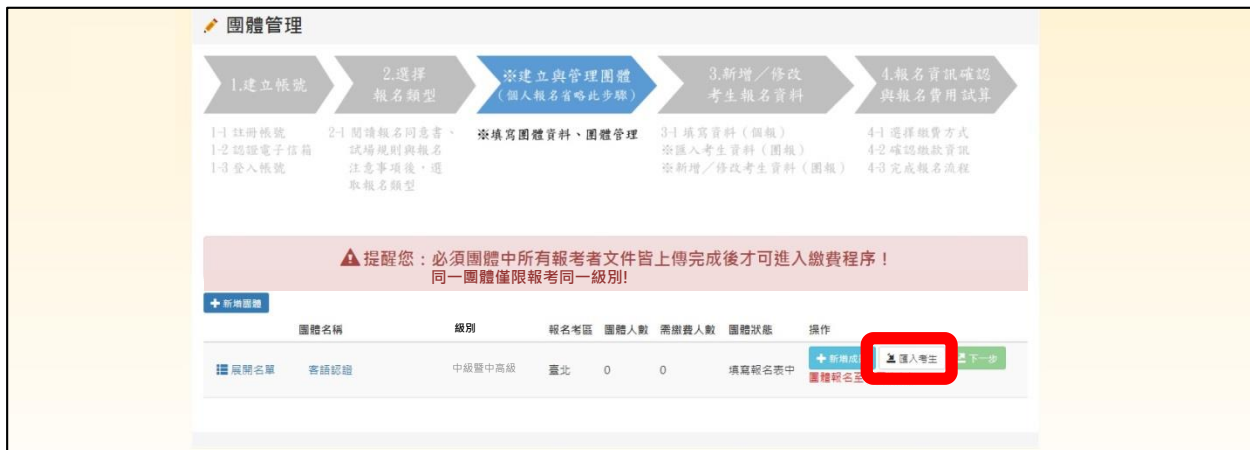 團體管理
1.建立帳號
2.選擇
報名類型
※建立與管理團體
(個人報名省略此步驟)
3.新增／修改
考生報名資料
4.報名資訊確認
與報名費用試算
1-1 註冊帳號
1-2 認證電子信箱
1-3 登入帳號
2-1 閱讀報名同意書、
試場規則與報名
注意事項後，選
取報名類型
※填寫團體資料、團體管理
3-1 填寫資料（個報）
※匯入考生資料（團報）
※新增／修改考生資料（團報）
4-1 選擇繳費方式
4-2 確認繳款資訊
4-3 完成報名流程
提醒您：必須團體中所有報考者文件皆上傳完成後才可進入繳費程序！
同一團體僅限報考同一級別!
新增團體
團體名稱 級別 報名考區 團體人數 需繳費人數 團體狀態 操作
展開名單 客語認證 中級暨中高級 臺北 0 0 填寫報名表中 新增成 匯入考生 下一步
團體報名至